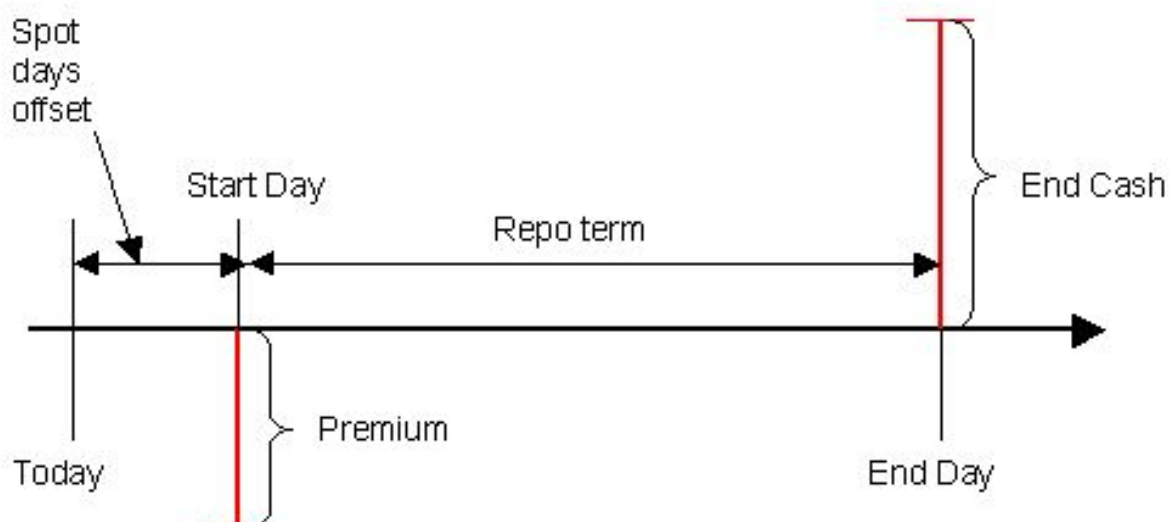 Spot
days
offset
Start Day
Repo term
End Cash
Premium
Today
End Day